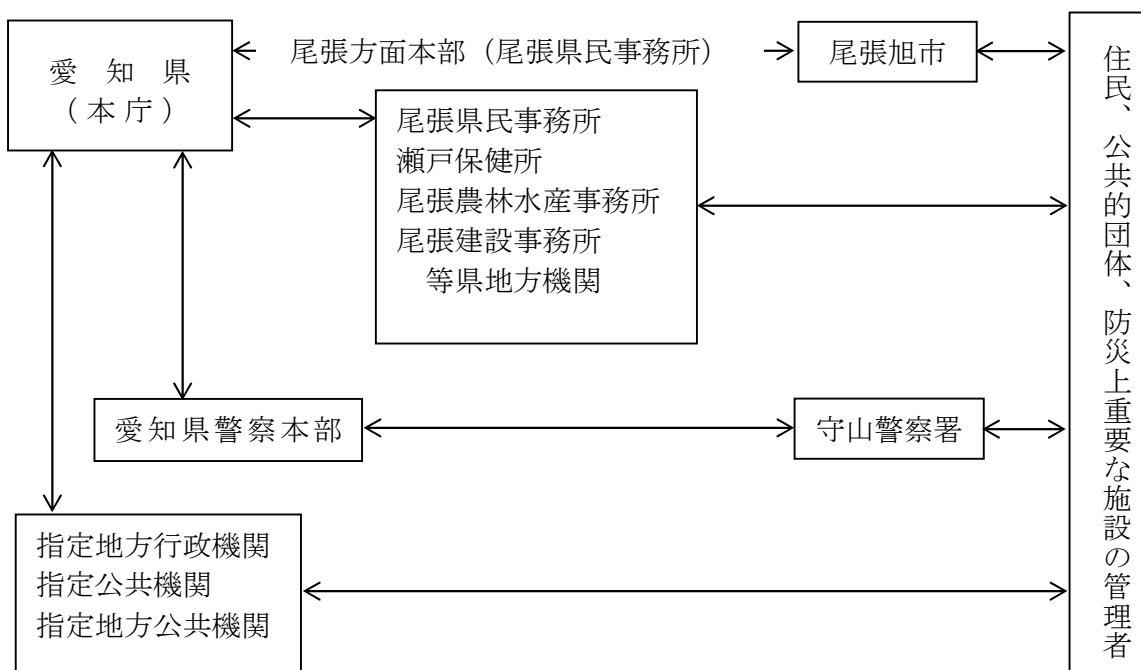 愛知県
（本庁）
尾張方面本部（尾張県民事務所）
尾張旭市
尾張県民事務所
瀬戸保健所
尾張農林水産事務所
尾張建設事務所
等県地方機関
愛知県警察本部
守山警察署
指定地方行政機関
指定公共機関
指定地方公共機関
住民、公共的団体、防災上重要な施設の管理者